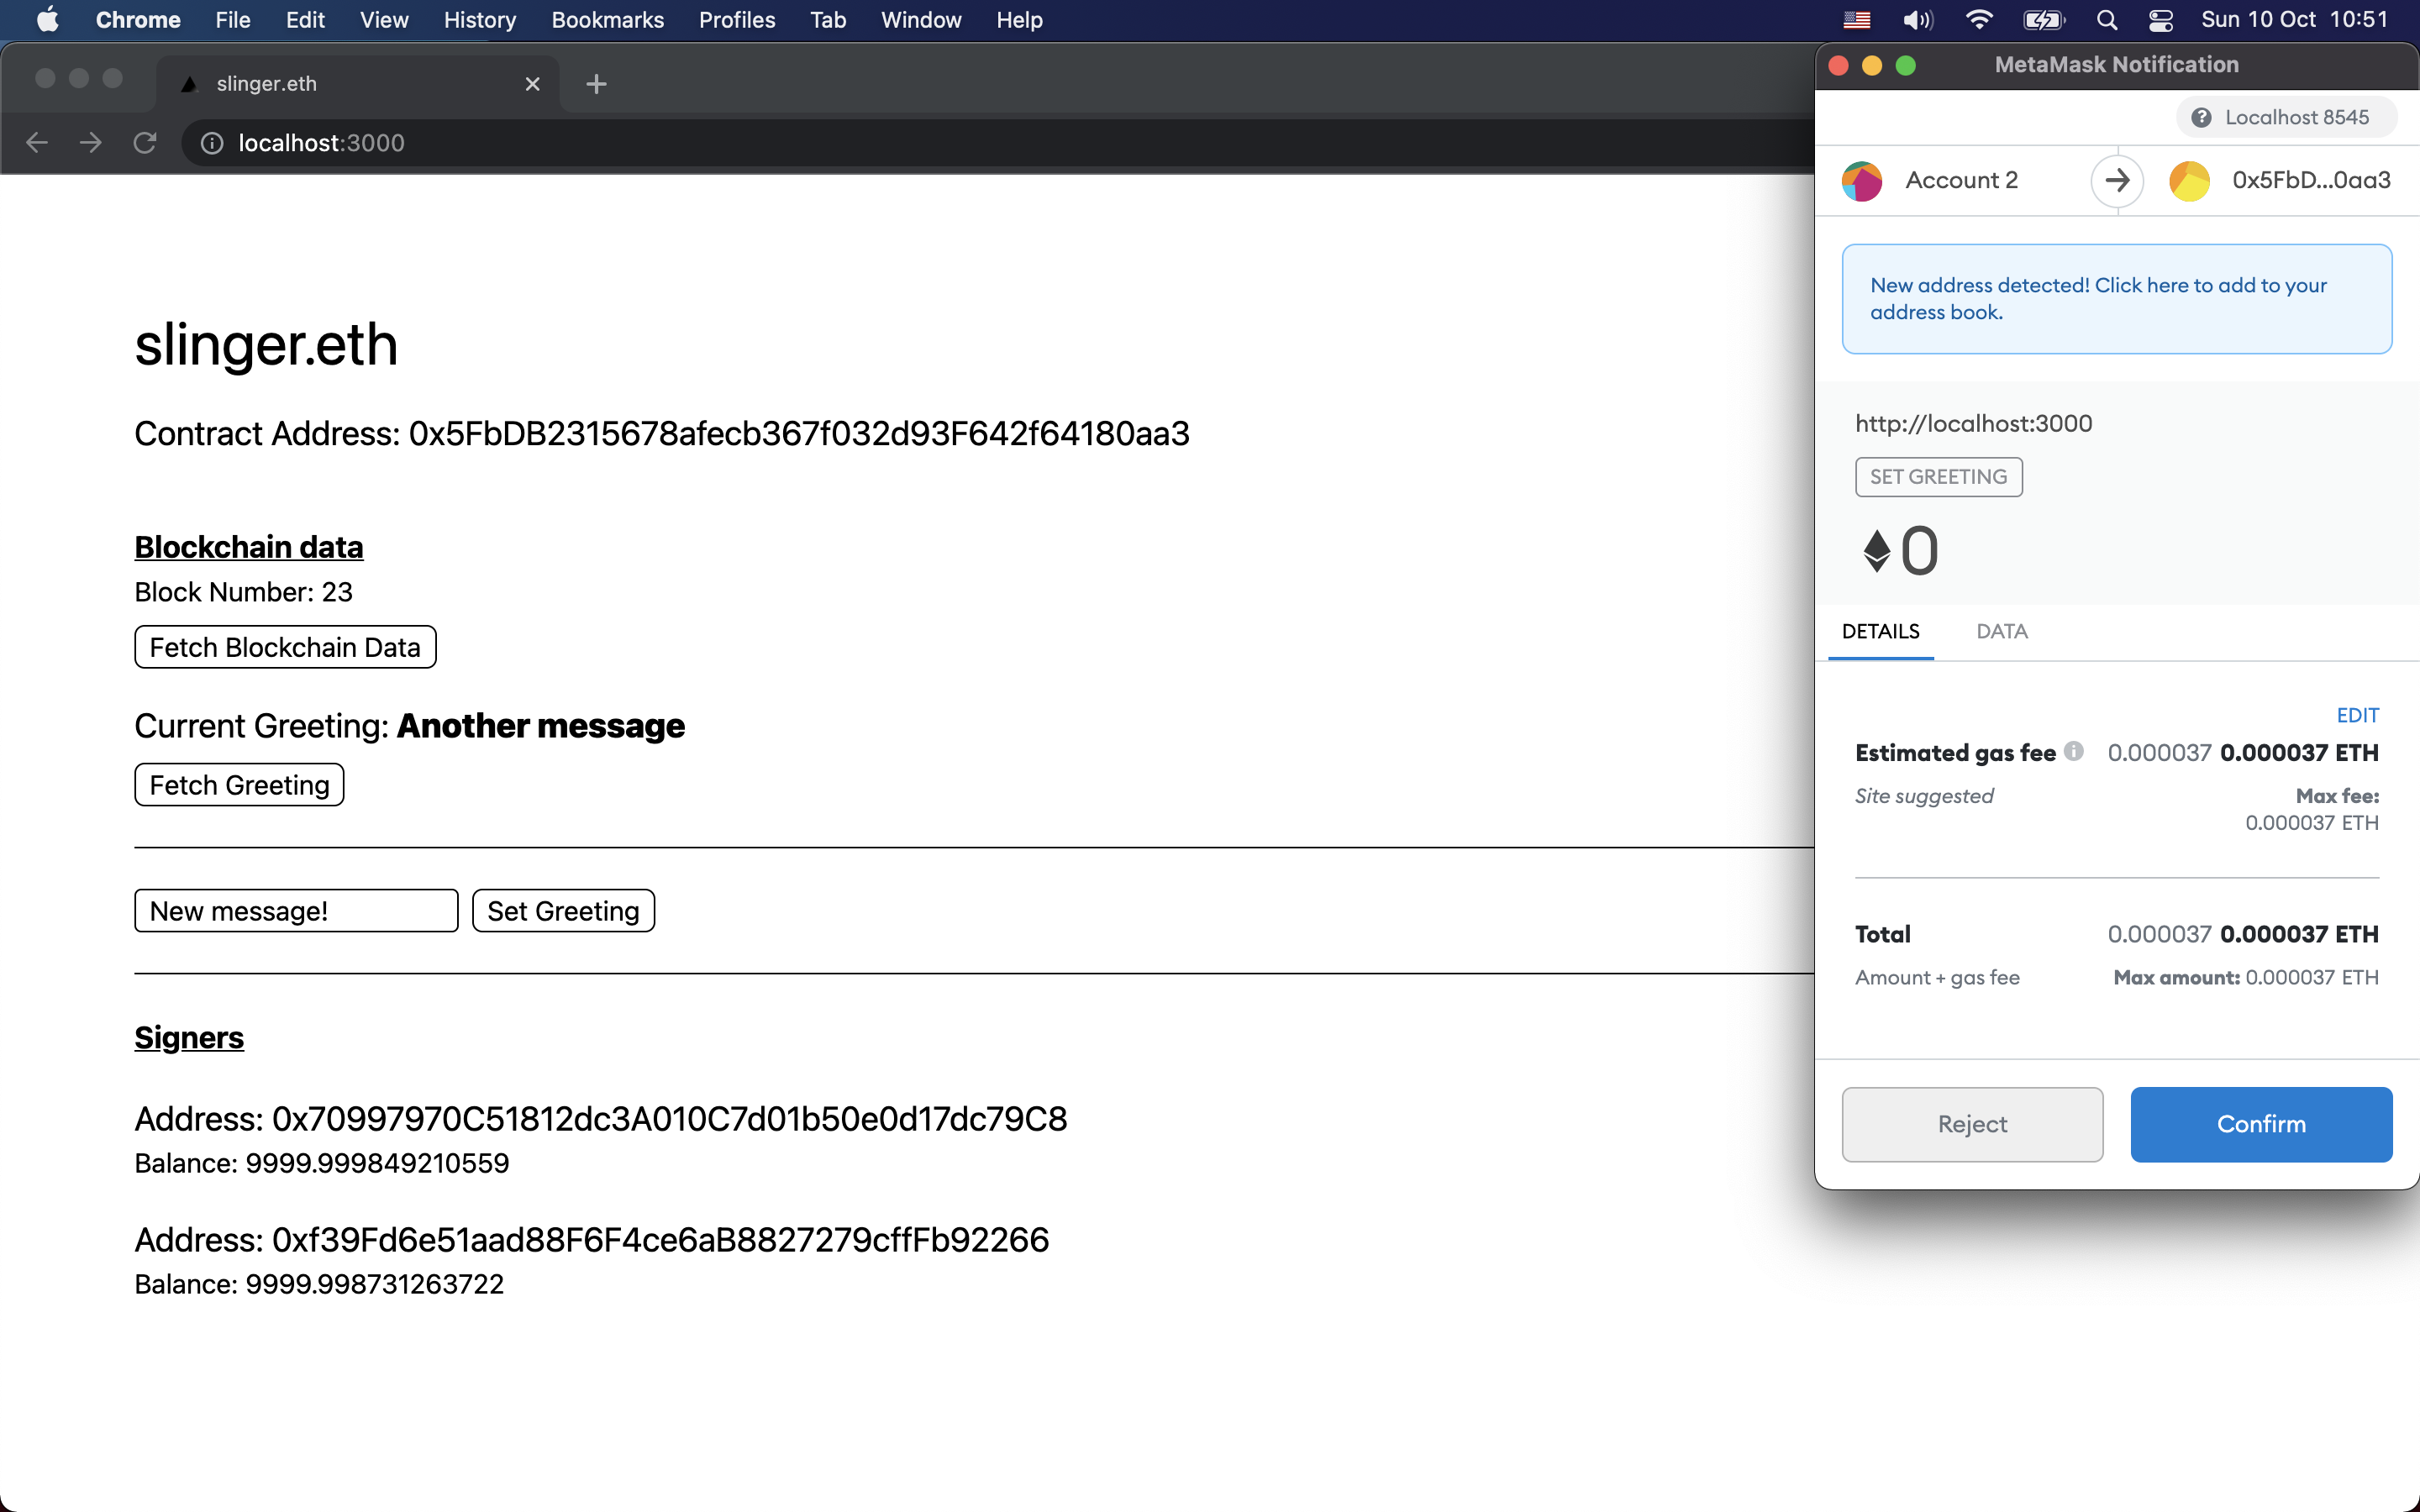 Chrome File Edit View History Bookmarks Profiles Tab Window Help Sun 10 Oct 10:51
slinger.eth
localhost:3000
slinger.eth
Contract Address: 0x5FbDB2315678afecb367f032d93F642f64180aa3
Blockchain data
Block Number: 23
Fetch Blockchain Data
Current Greeting: Another message
Fetch Greeting
New message! Set Greeting
Signers
Address: 0x70997970C51812dc3A010C7d01b50e0d17dc79C8
Balance: 9999.999849210559
Address: 0xf39Fd6e51aad88F6F4ce6aB8827279cffFb92266
Balance: 9999.998731263722
MetaMask Notification
Localhost 8545
Account 2 0x5FbD...0aa3
New address detected! Click here to add to your
address book.
http://localhost:3000
SET GREETING
0
DETAILS DATA
EDIT
Estimated gas fee 0.000037 0.000037 ETH
Site suggested Max fee:
0.000037 ETH
Total 0.000037 0.000037 ETH
Amount + gas fee Max amount: 0.000037 ETH
Reject Confirm